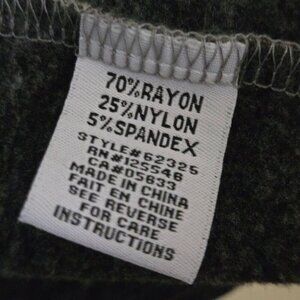 70%RAYON
25%NYLON
5%SPANDEX
STYLE#62325
RN#125546
CA#05633
MADE IN CHINA
FAIT EN CHINE
SEE REVERSE
FOR CARE
INSTRUCTIONS